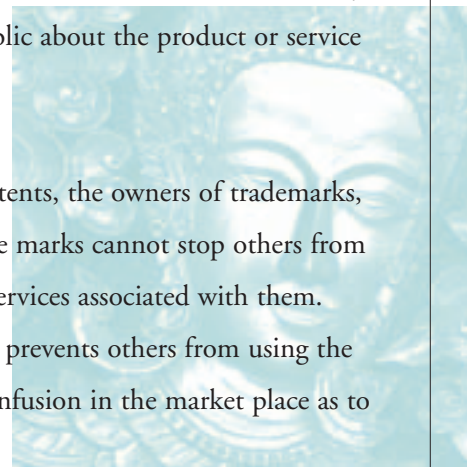 blic about the product or service
tents, the owners of trademarks,
e marks cannot stop others from
ervices associated with them.
prevents others from using the
nfusion in the market place as to